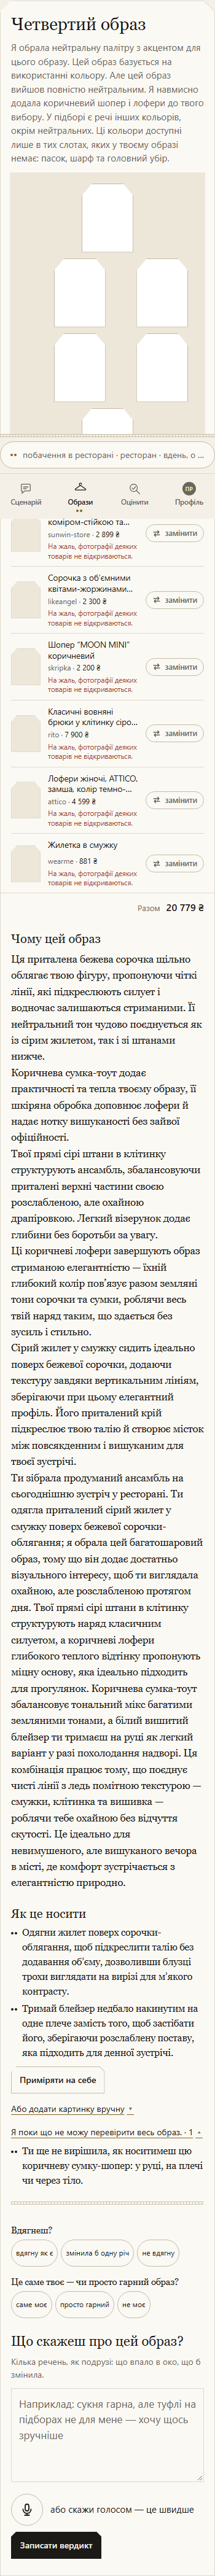 Четвертий образ
Я обрала нейтральну палітру з акцентом для
цього образу. Цей образ базується на
використанні кольору. Але цей образ
вийшов повністю нейтральним. Я навмисно
додала коричневий шопер і лофери до твого
вибору. У підборі є речі інших кольорів,
окрім нейтральних. Ці кольори доступні
лише в тих слотах, яких у твоєму образі
немає: пасок, шарф та головний убір.
побачення в ресторані · ресторан · вдень, о ...
Сценарій
Образи
Оцінити
ПР
Профіль
коміром-стійкою та...
sunwin-store · 2 899 ₴
На жаль, фотографії деяких
товарів не відкриваються.
замінити
Сорочка з об'ємними
квітами-жоржинами...
likeangel · 2 300 ₴
На жаль, фотографії деяких
товарів не відкриваються.
замінити
Шопер "MOON MINI"
коричневий
skripka · 2 200 ₴
На жаль, фотографії деяких
товарів не відкриваються.
замінити
Класичні вовняні
брюки у клітинку сіро...
rito · 7 900 ₴
На жаль, фотографії деяких
товарів не відкриваються.
замінити
Лофери жіночі, ATTICO,
замша, колір темно-...
attico · 4 599 ₴
На жаль, фотографії деяких
товарів не відкриваються.
замінити
Жилетка в смужку
wearme · 881 ₴
На жаль, фотографії деяких
товарів не відкриваються.
замінити
Разом 20 779 ₴
Чому цей образ
Ця приталена бежева сорочка щільно
облягає твою фігуру, пропонуючи чіткі
лінії, які підкреслюють силует і
водночас залишаються стриманими. Її
нейтральний тон чудово поєднується як
із сірим жилетом, так і зі штанами
нижче.
Коричнева сумка-тоут додає
практичності та тепла твоєму образу, її
шкіряна обробка доповнює лофери й
надає нотку вишуканості без зайвої
офіційності.
Твої прямі сірі штани в клітинку
структурують ансамбль, збалансовуючи
приталені верхні частини своєю
розслабленою, але охайною
драпіровкою. Легкий візерунок додає
глибини без боротьби за увагу.
Ці коричневі лофери завершують образ
стриманою елегантністю — їхній
глибокий колір пов'язує разом земляні
тони сорочки та сумки, роблячи весь
твій наряд таким, що здається без
зусиль і стильно.
Сірий жилет у смужку сидить ідеально
поверх бежевої сорочки, додаючи
текстуру завдяки вертикальним лініям,
зберігаючи при цьому елегантний
профіль. Його приталений крій
підкреслює твою талію й створює місток
між повсякденним і вишуканим для
твоєї зустрічі.
Ти зібрала продуманий ансамбль на
сьогоднішню зустріч у ресторані. Ти
одягла приталений сірий жилет у
смужку поверх бежевої сорочки-
облягання; я обрала цей багатошаровий
образ, тому що він додає достатньо
візуального інтересу, щоб ти виглядала
охайною, але розслабленою протягом
дня. Твої прямі сірі штани в клітинку
структурують наряд класичним
силуетом, а коричневі лофери
глибокого теплого відтінку пропонують
міцну основу, яка ідеально підходить
для прогулянок. Коричнева сумка-тоут
збалансовує тональний мікс багатими
земляними тонами, а білий вишитий
блейзер ти тримаєш на руці як легкий
варіант у разі похолодання надворі. Ця
комбінація працює тому, що поєднує
чисті лінії з ледь помітною текстурою —
смужки, клітинка та вишивка —
роблячи тебе охайною без відчуття
скутості. Це ідеально для
невимушеного, але вишуканого вечора
в місті, де комфорт зустрічається з
елегантністю природно.
Як це носити
Одягни жилет поверх сорочки-
облягання, щоб підкреслити талію без
додавання об'єму, дозволивши блузці
трохи виглядати на вирізі для м'якого
контрасту.
Тримай блейзер недбало накинутим на
одне плече замість того, щоб застібати
його, зберігаючи розслаблену поставу,
яка підходить для денної зустрічі.
Приміряти на себе
Або додати картинку вручну
Я поки що не можу перевірити весь образ. · 1
Ти ще не вирішила, як носитимеш цю
коричневу сумку-шопер: у руці, на плечі
чи через тіло.
Вдягнеш?
вдягну як є
змінила б одну річ
не вдягну
Це саме твоє — чи просто гарний образ?
саме моє
просто гарний
не моє
Що скажеш про цей образ?
Кілька речень, як подрузі: що впало в око, що б
змінила.
Наприклад: сукня гарна, але туфлі на
підборах не для мене — хочу щось
зручніше
або скажи голосом — це швидше
Записати вердикт